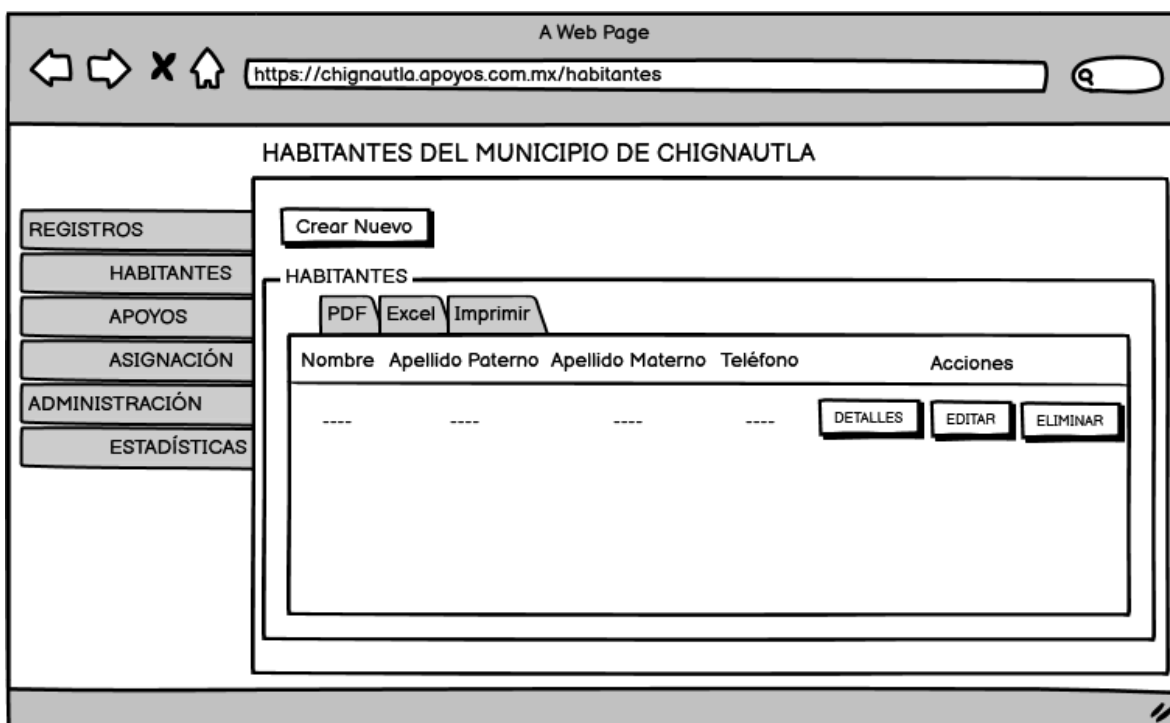 A Web Page
https://chignautla.apoyos.com.mx/habitantes
HABITANTES DEL MUNICIPIO DE CHIGNAUTLA
REGISTROS
HABITANTES
APOYOS
ASIGNACIÓN
ADMINISTRACIÓN
ESTADÍSTICAS
Crear Nuevo
HABITANTES
PDF Excel Imprimir
Nombre Apellido Paterno Apellido Materno Teléfono Acciones
---- ---- ---- ---- DETALLES EDITAR ELIMINAR